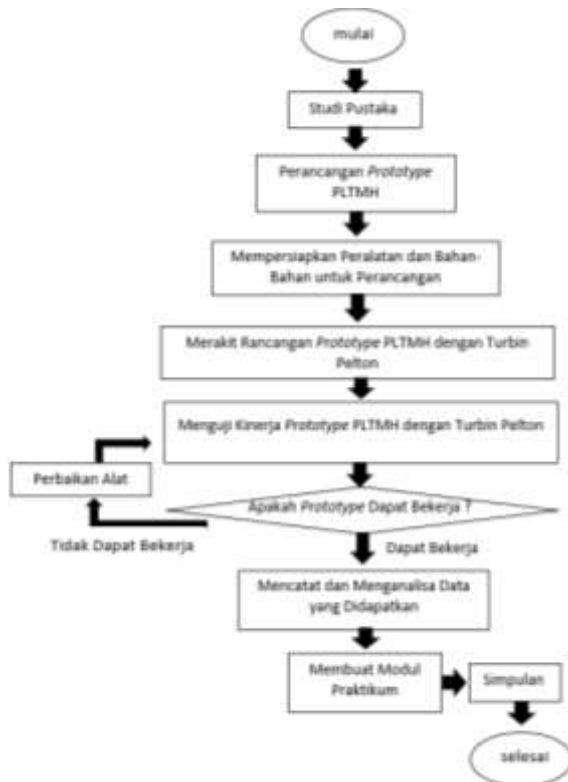 mulai
Studi Pustaka
Perancangan Prototype
PLTMH
Mempersiapkan Peralatan dan Bahan-
Bahan untuk Perancangan
Merakit Rancangan Prototype PLTMH dengan Turbin
Pelton
Menguji Kinerja Prototype PLTMH dengan Turbin Pelton
Perbaikan Alat
Apakah Prototype Dapat Bekerja ?
Tidak Dapat Bekerja
Dapat Bekerja
Mencatat dan Menganalisa Data
yang Didapatkan
Membuat Modul
Praktikum
Simpulan
selesai